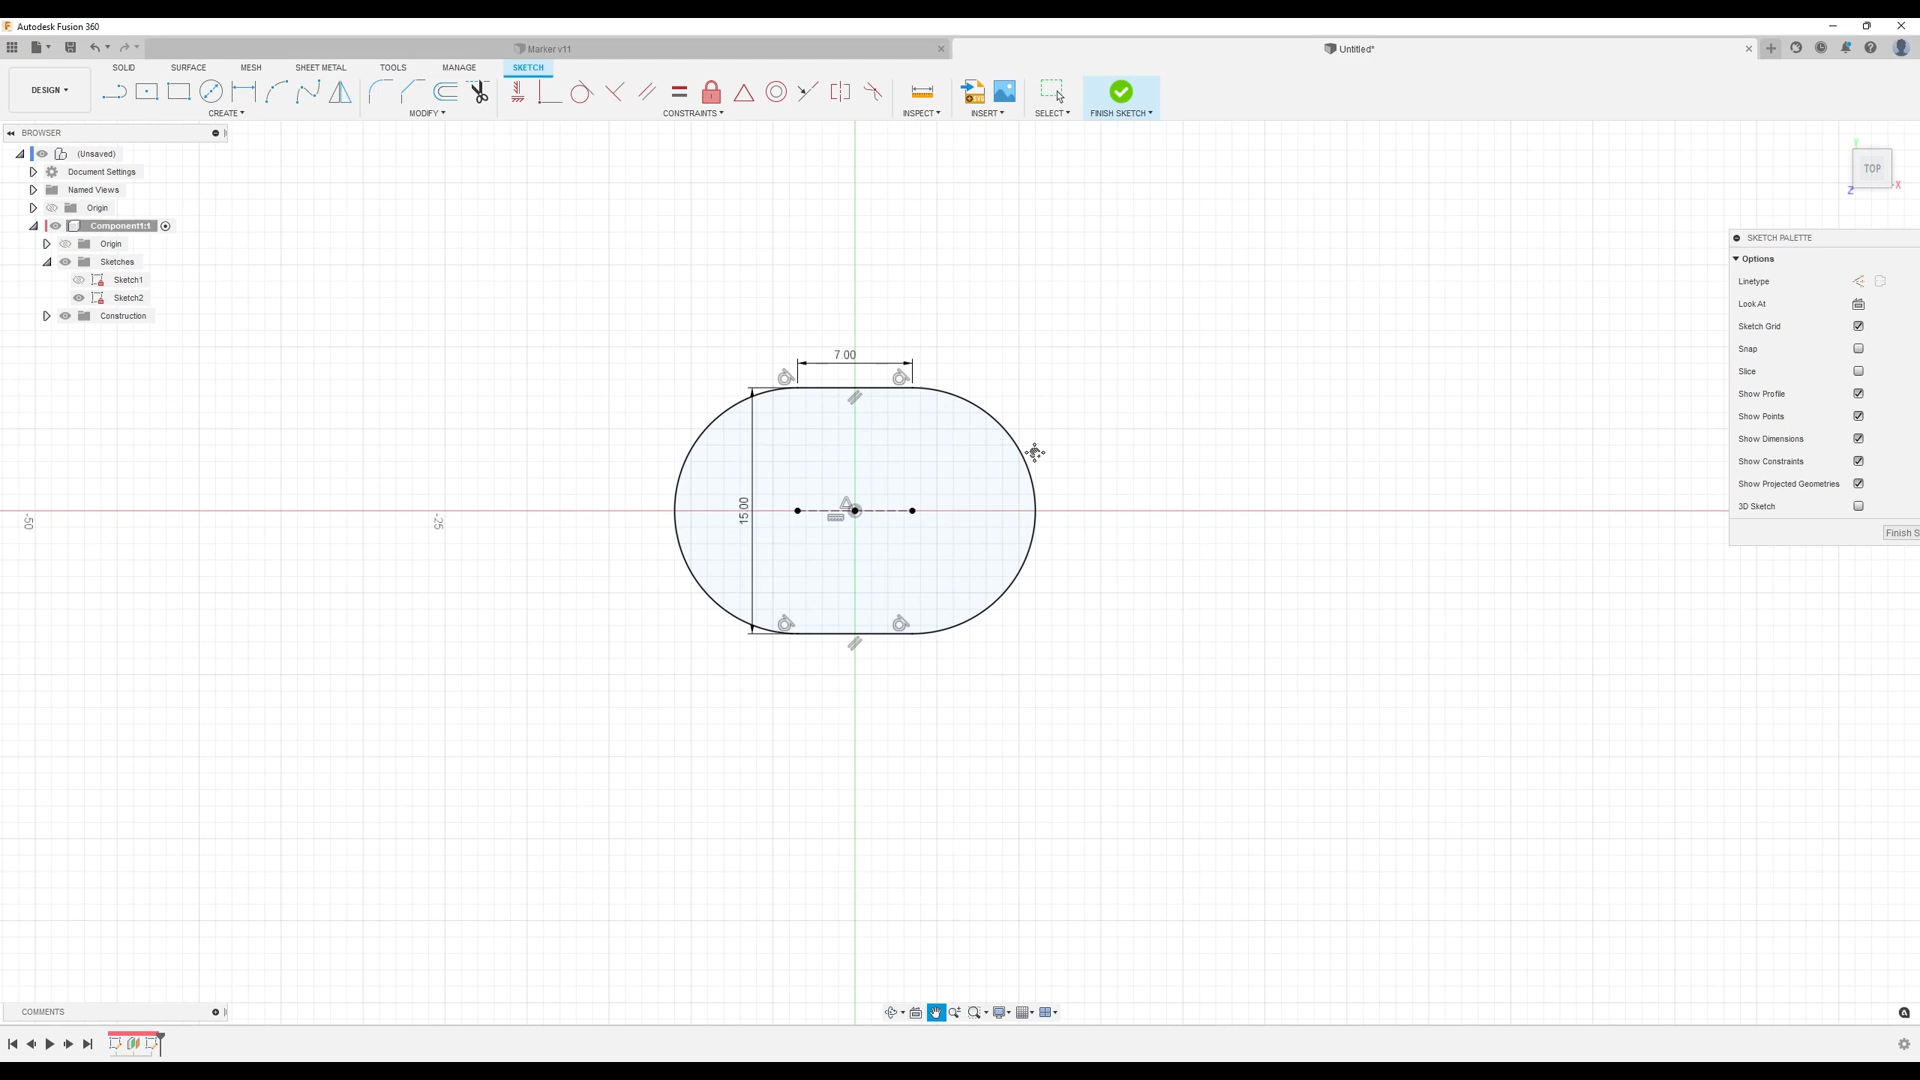 Autodesk Fusion 360
Marker v11
Untitled*
DESIGN
SOLID
SURFACE
MESH
SHEET METAL
TOOLS
MANAGE
SKETCH
CREATE
MODIFY
CONSTRAINTS
INSPECT
INSERT
SELECT
FINISH SKETCH
BROWSER
(Unsaved)
Document Settings
Named Views
Origin
Component1:1
Origin
Sketches
Sketch1
Sketch2
Construction
Y
TOP
X
Z
SKETCH PALETTE
Options
Linetype
Look At
Sketch Grid
Snap
Slice
Show Profile
Show Points
Show Dimensions
Show Constraints
Show Projected Geometries
3D Sketch
Finish S
7.00
15.00
-50
-25
COMMENTS